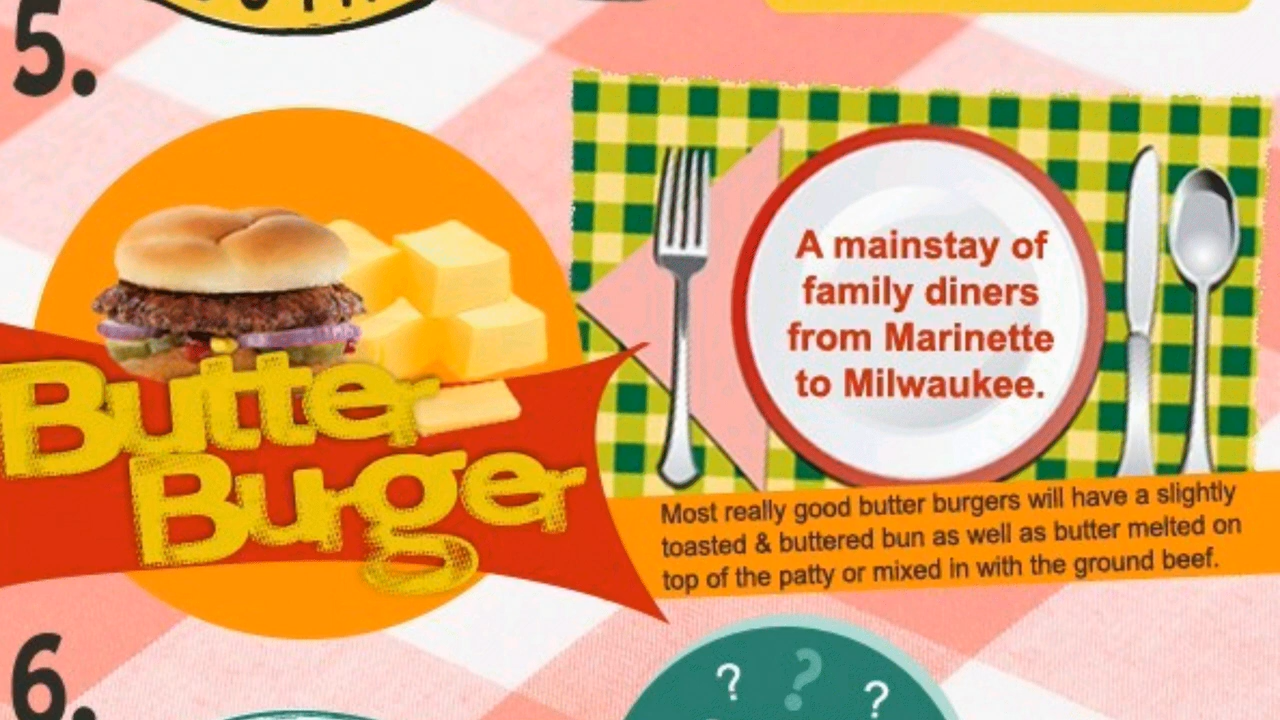 5.
A mainstay of
family diners
from Marinette
to Milwaukee.
Butter
Burger
Most really good butter burgers will have a slightly
toasted & buttered bun as well as butter melted on
top of the patty or mixed in with the ground beef.
6.
? ? ?